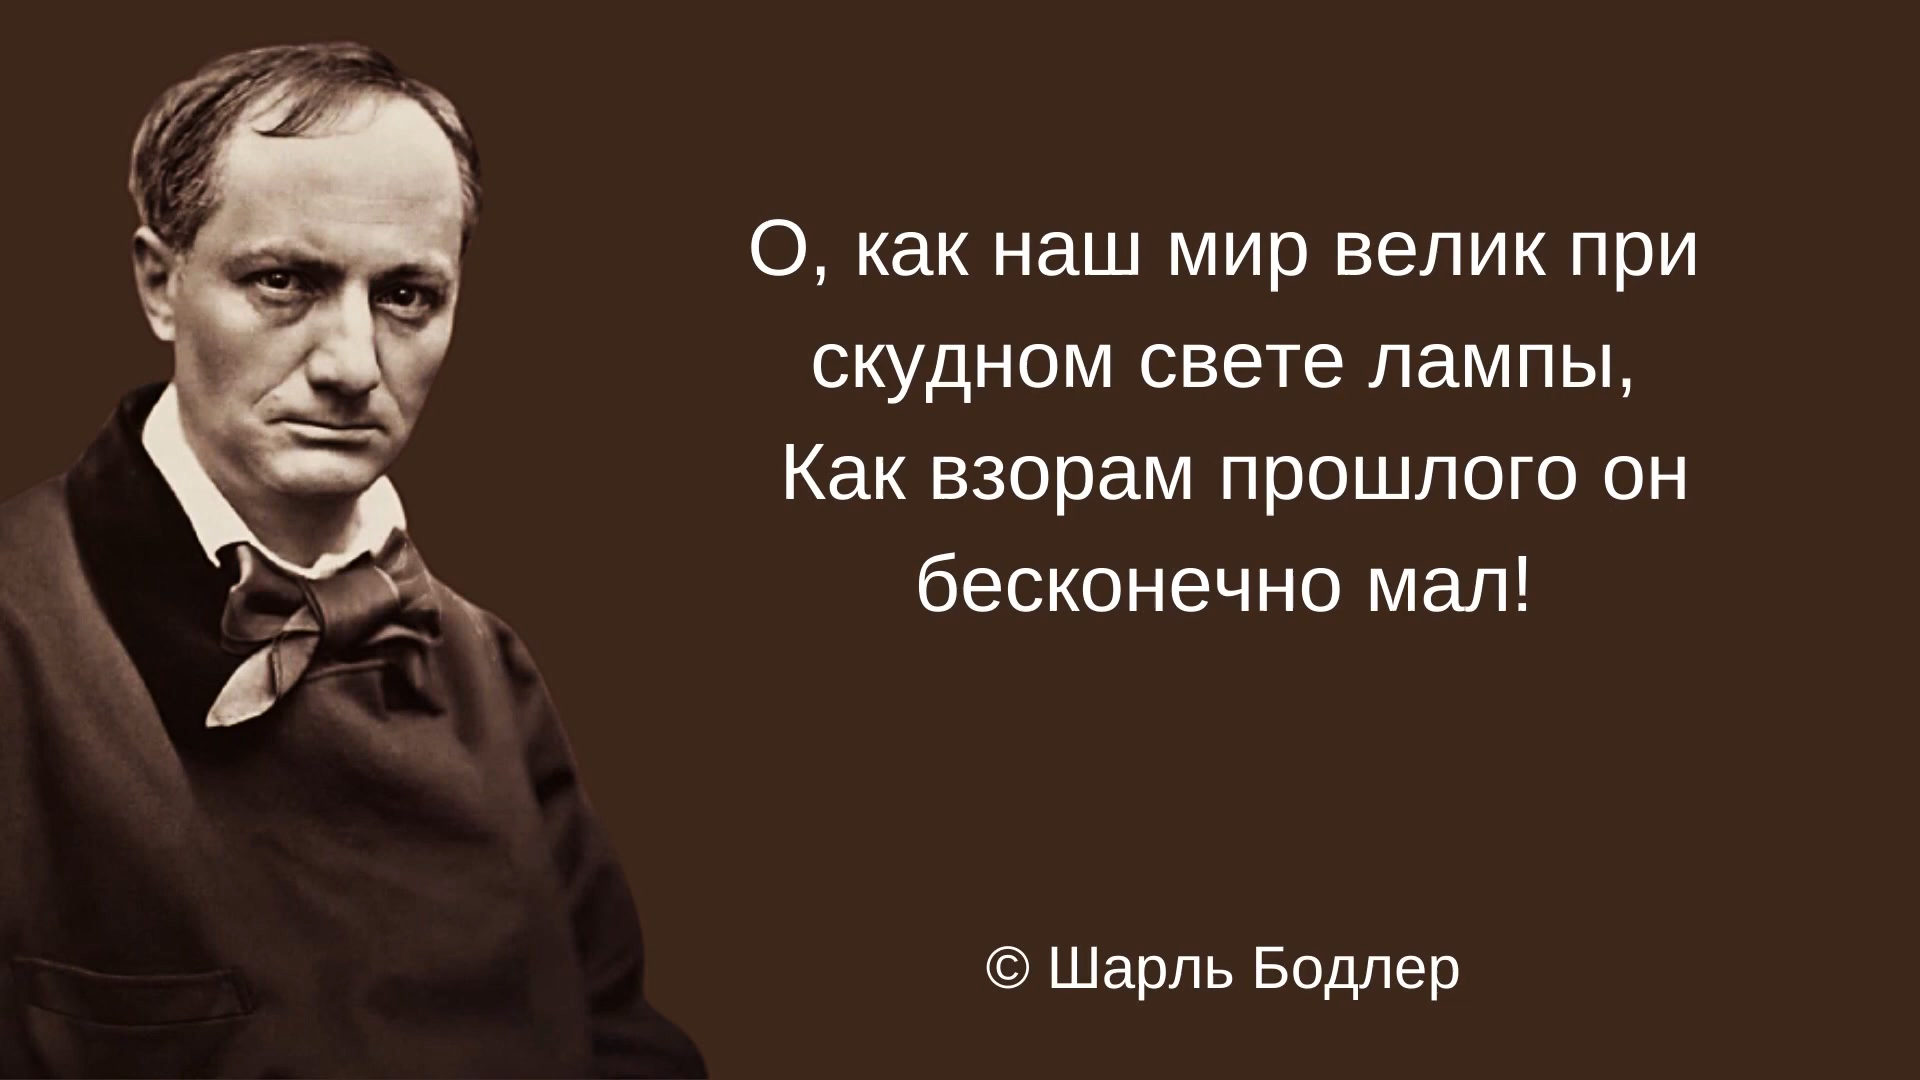 О, как наш мир велик при
скудном свете лампы,
Как взорам прошлого он
бесконечно мал!
© Шарль Бодлер